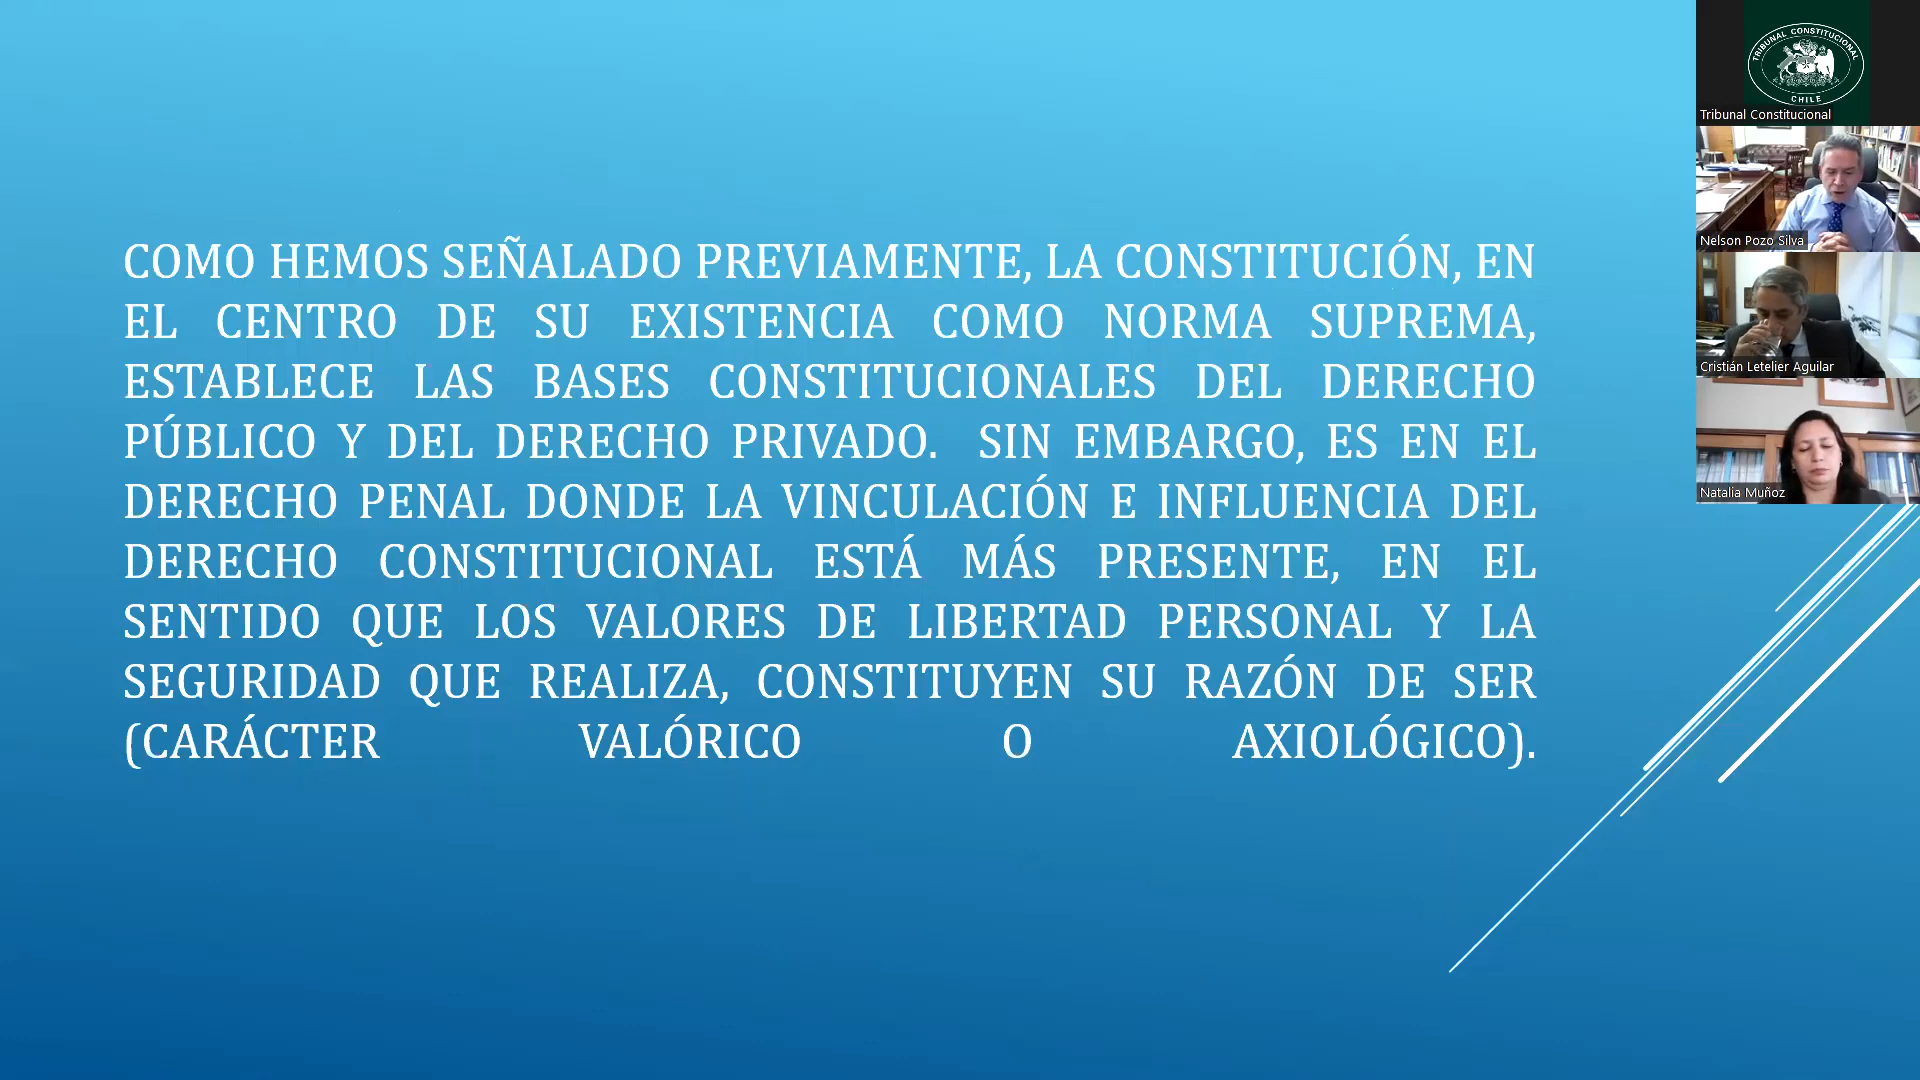 COMO HEMOS SEÑALADO PREVIAMENTE, LA CONSTITUCIÓN, EN
EL CENTRO DE SU EXISTENCIA COMO NORMA SUPREMA,
ESTABLECE LAS BASES CONSTITUCIONALES DEL DERECHO
PÚBLICO Y DEL DERECHO PRIVADO. SIN EMBARGO, ES EN EL
DERECHO PENAL DONDE LA VINCULACIÓN E INFLUENCIA DEL
DERECHO CONSTITUCIONAL ESTÁ MÁS PRESENTE, EN EL
SENTIDO QUE LOS VALORES DE LIBERTAD PERSONAL Y LA
SEGURIDAD QUE REALIZA, CONSTITUYEN SU RAZÓN DE SER
(CARÁCTER VALÓRICO O AXIOLÓGICO).
TRIBUNAL CONSTITUCIONAL
CHILE
Tribunal Constitucional
Nelson Pozo Silva
Cristián Letelier Aguilar
Natalia Muñoz